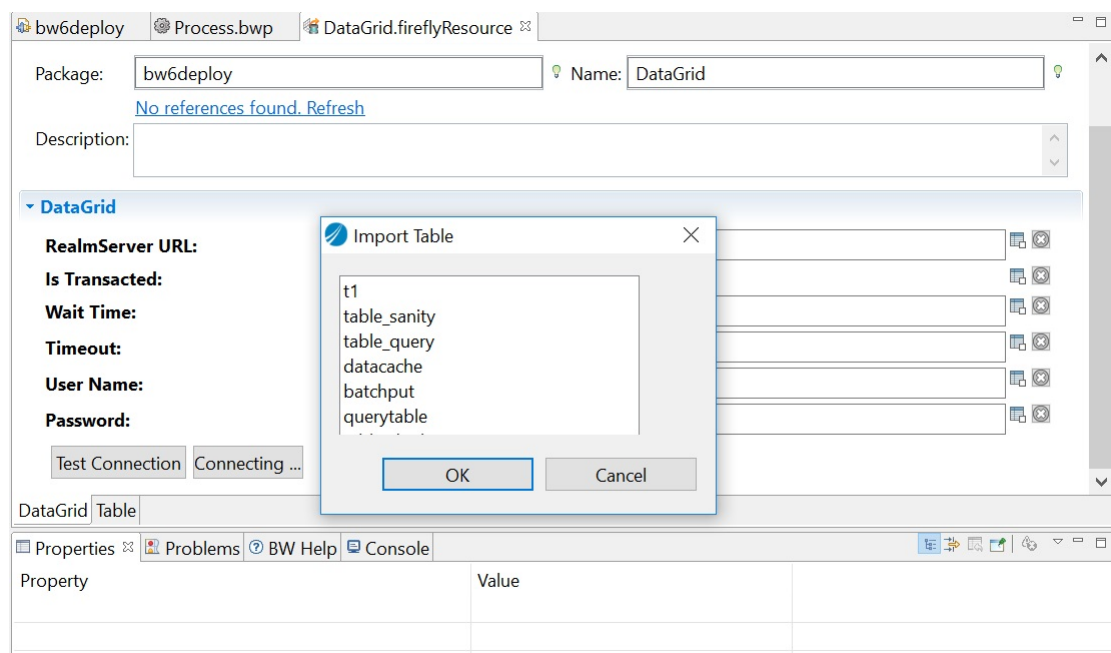 bw6deploy Process.bwp DataGrid.fireflyResource
Package: bw6deploy Name: DataGrid
No references found. Refresh
Description:
DataGrid
Import Table
RealmServer URL:
Is Transacted:
Wait Time:
Timeout:
User Name:
Password:
t1
table_sanity
table_query
datacache
batchput
querytable
Test Connection Connecting ...
OK Cancel
DataGrid Table
Properties Problems BW Help Console
Property Value